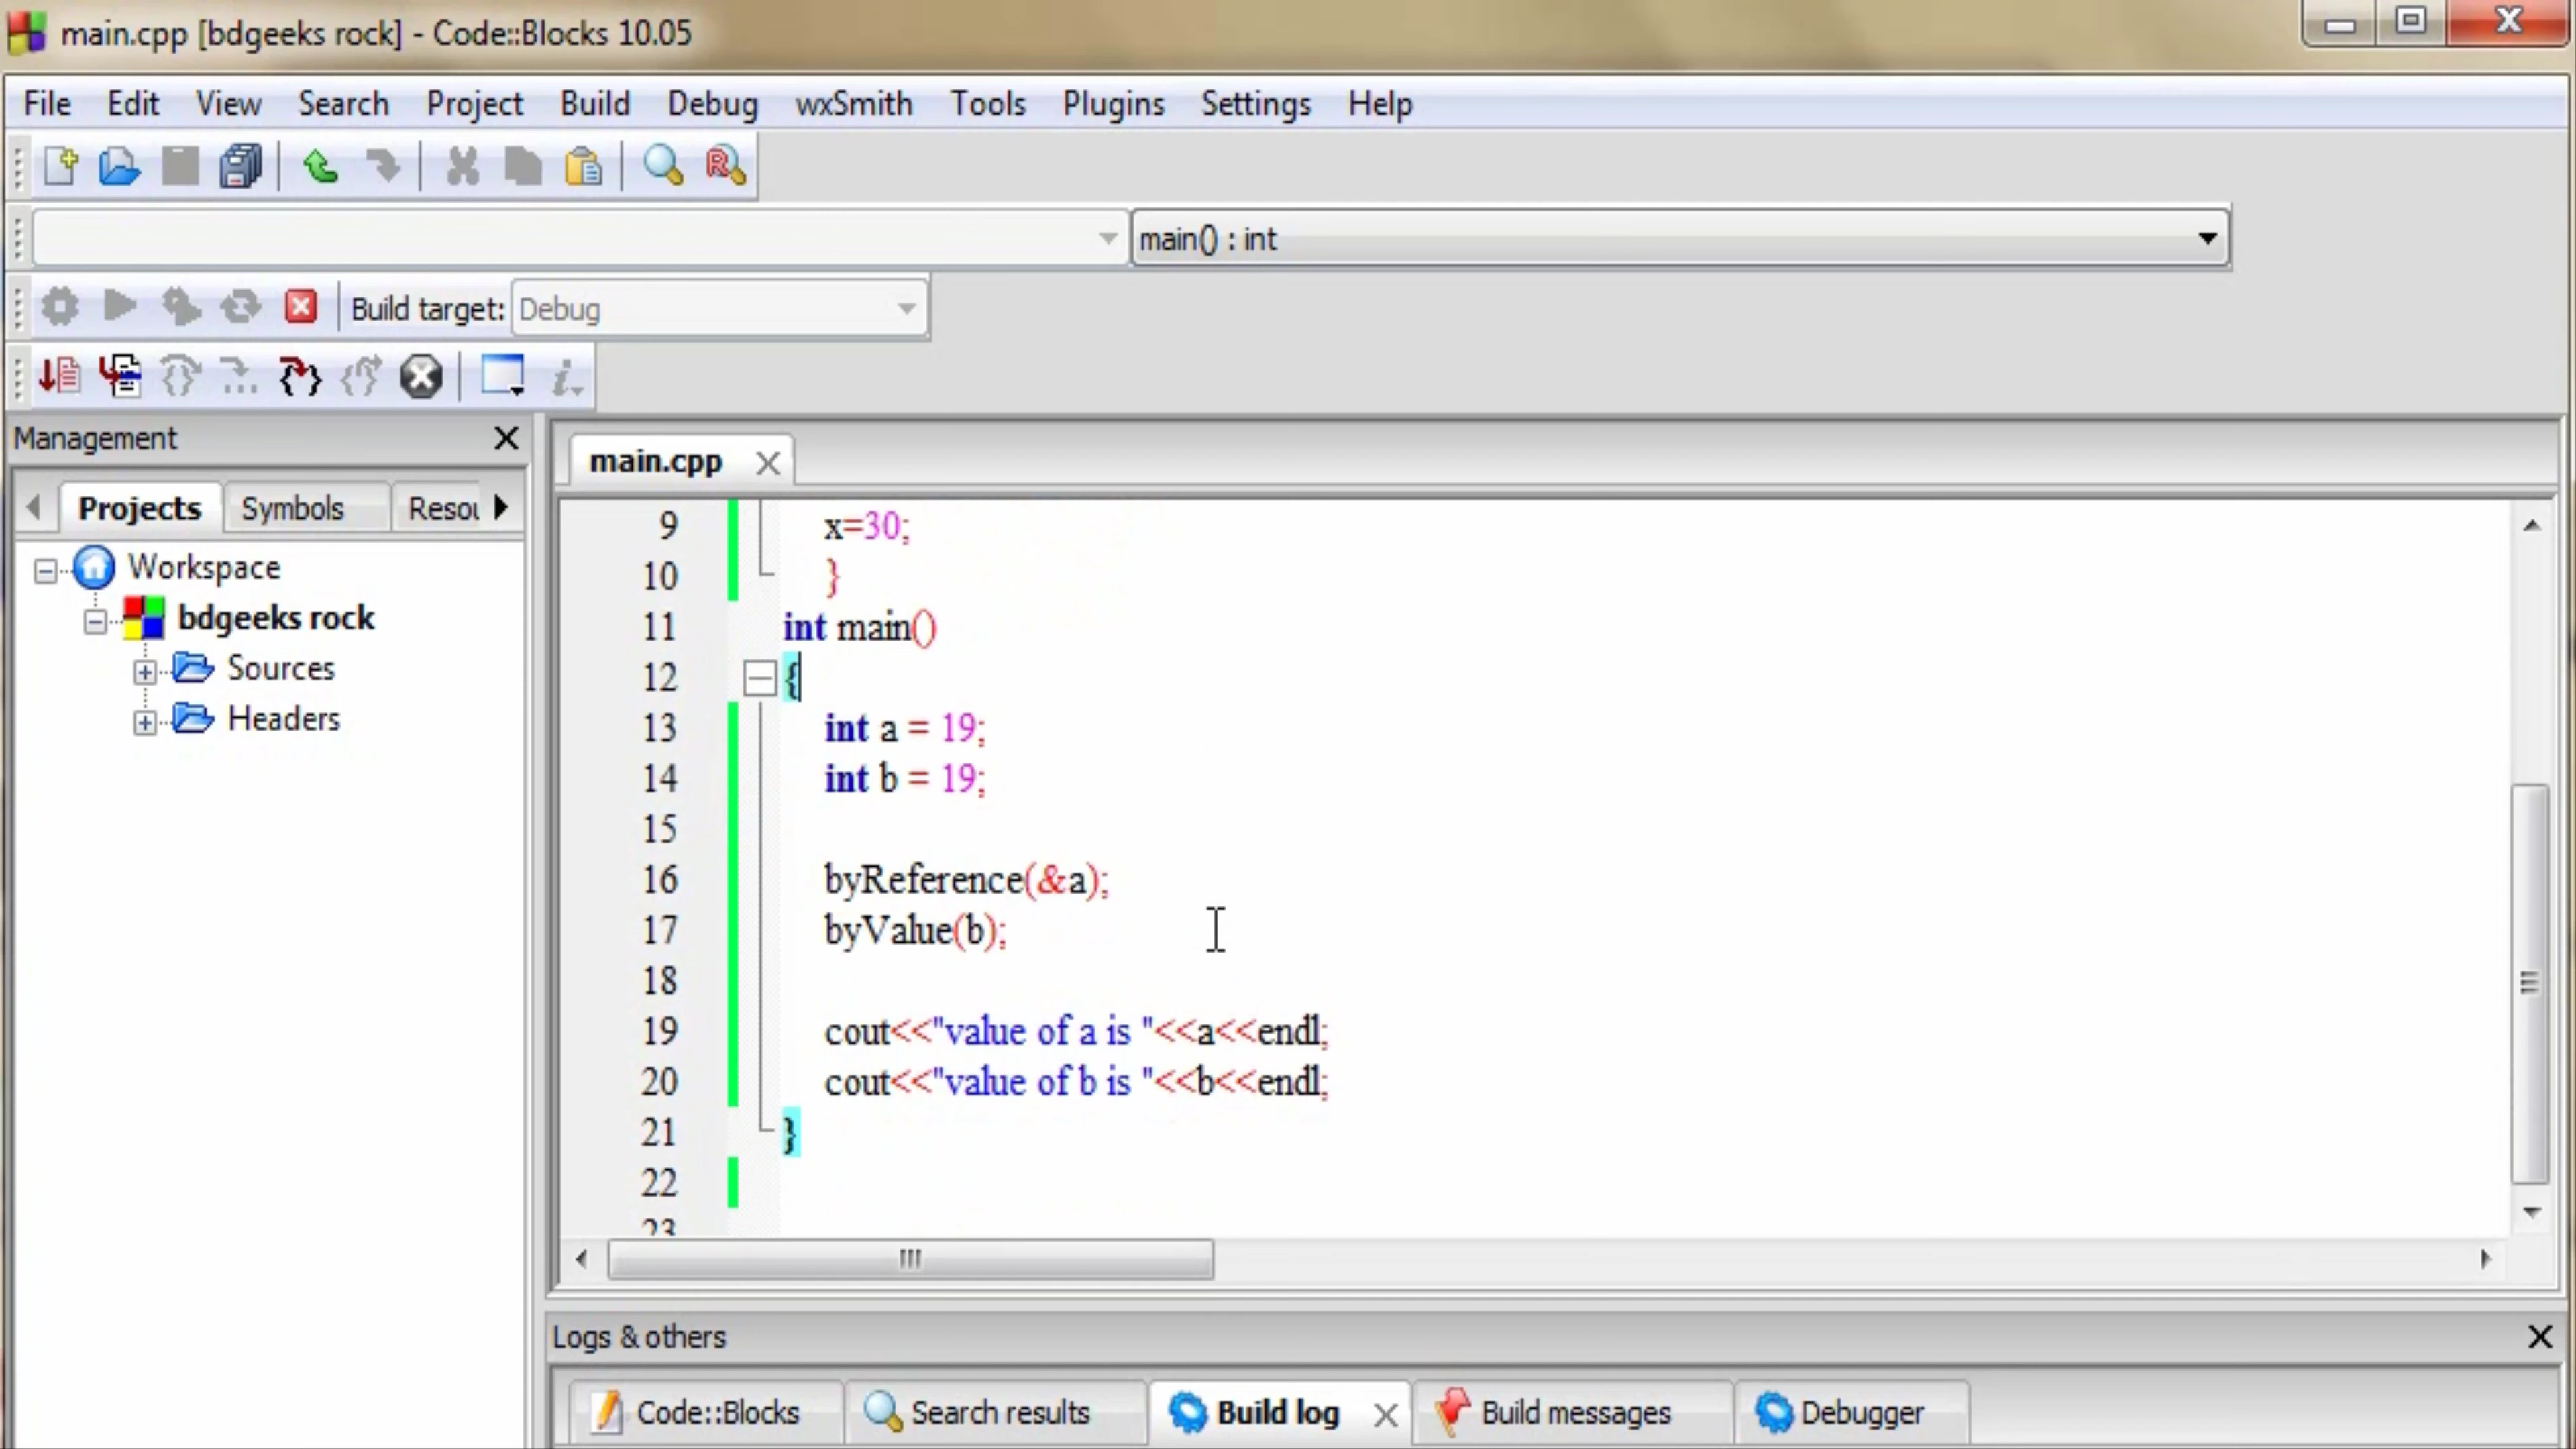 main.cpp [bdgeeks rock] - Code::Blocks 10.05
File Edit View Search Project Build Debug wxSmith Tools Plugins Settings Help
main() : int
Build target: Debug
Management
Projects Symbols Resou
Workspace
bdgeeks rock
Sources
Headers
main.cpp
9 x=30;
10 }
11 int main()
12 {
13 int a = 19;
14 int b = 19;
15
16 byReference(&a);
17 byValue(b);
18
19 cout<<"value of a is "<<a<<endl;
20 cout<<"value of b is "<<b<<endl;
21 }
22
23
Logs & others
Code::Blocks Search results Build log Build messages Debugger